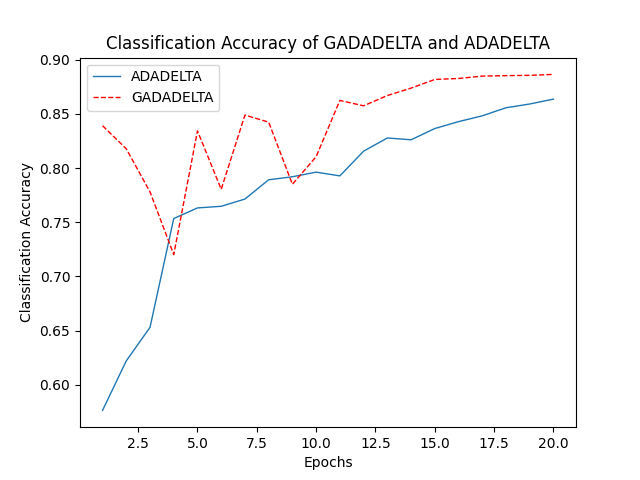 Classification Accuracy of GADADELTA and ADADELTA
ADADELTA
GADADELTA
Classification Accuracy
0.90
0.85
0.80
0.75
0.70
0.65
0.60
2.5 5.0 7.5 10.0 12.5 15.0 17.5 20.0
Epochs